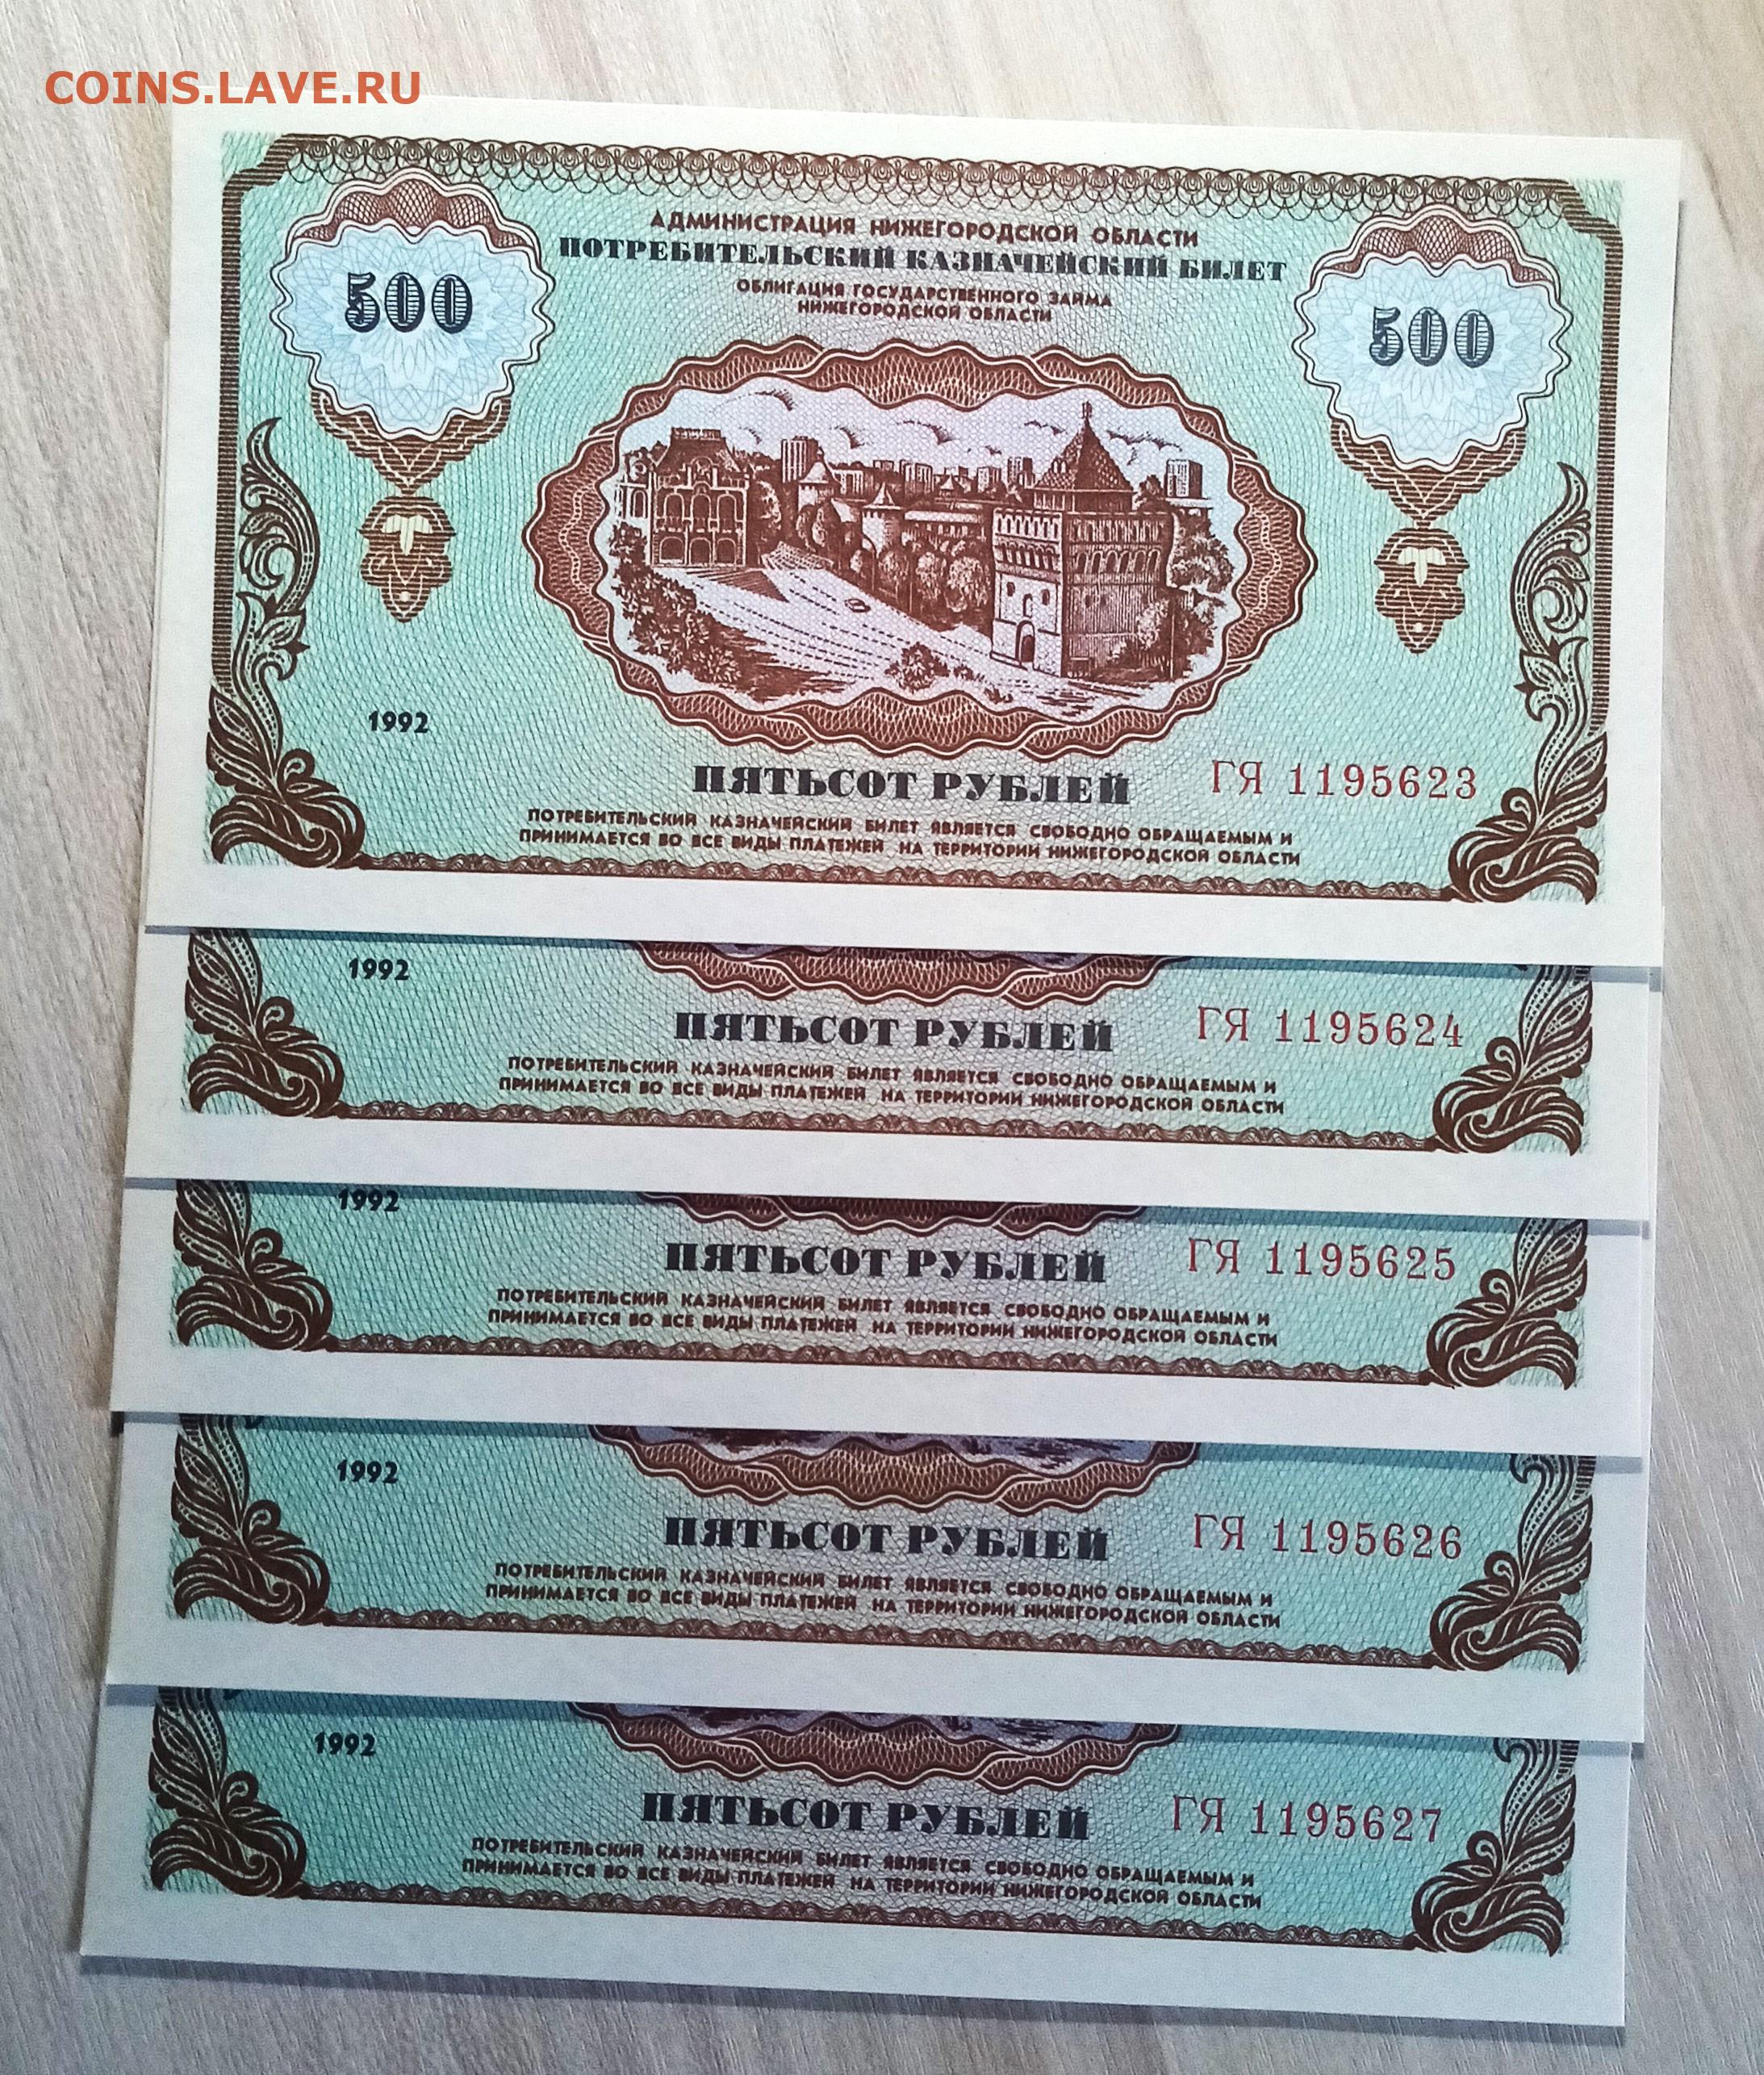 COINS.LAVE.RU
АДМИНИСТРАЦИЯ НИЖЕГОРОДСКОЙ ОБЛАСТИ
ПОТРЕБИТЕЛЬСКИЙ КАЗНАЧЕЙСКИЙ БИЛЕТ
ОБЛИГАЦИЯ ГОСУДАРСТВЕННОГО ЗАЙМА
НИЖЕГОРОДСКОЙ ОБЛАСТИ
500
500
1992
ПЯТЬСОТ РУБЛЕЙ ГЯ 1195623
ПОТРЕБИТЕЛЬСКИЙ КАЗНАЧЕЙСКИЙ БИЛЕТ ЯВЛЯЕТСЯ СВОБОДНО ОБРАЩАЕМЫМ И
ПРИНИМАЕТСЯ ВО ВСЕ ВИДЫ ПЛАТЕЖЕЙ НА ТЕРРИТОРИИ НИЖЕГОРОДСКОЙ ОБЛАСТИ
1992
ПЯТЬСОТ РУБЛЕЙ ГЯ 1195624
ПОТРЕБИТЕЛЬСКИЙ КАЗНАЧЕЙСКИЙ БИЛЕТ ЯВЛЯЕТСЯ СВОБОДНО ОБРАЩАЕМЫМ И
ПРИНИМАЕТСЯ ВО ВСЕ ВИДЫ ПЛАТЕЖЕЙ НА ТЕРРИТОРИИ НИЖЕГОРОДСКОЙ ОБЛАСТИ
1992
ПЯТЬСОТ РУБЛЕЙ ГЯ 1195625
ПОТРЕБИТЕЛЬСКИЙ КАЗНАЧЕЙСКИЙ БИЛЕТ ЯВЛЯЕТСЯ СВОБОДНО ОБРАЩАЕМЫМ И
ПРИНИМАЕТСЯ ВО ВСЕ ВИДЫ ПЛАТЕЖЕЙ НА ТЕРРИТОРИИ НИЖЕГОРОДСКОЙ ОБЛАСТИ
1992
ПЯТЬСОТ РУБЛЕЙ ГЯ 1195626
ПОТРЕБИТЕЛЬСКИЙ КАЗНАЧЕЙСКИЙ БИЛЕТ ЯВЛЯЕТСЯ СВОБОДНО ОБРАЩАЕМЫМ И
ПРИНИМАЕТСЯ ВО ВСЕ ВИДЫ ПЛАТЕЖЕЙ НА ТЕРРИТОРИИ НИЖЕГОРОДСКОЙ ОБЛАСТИ
1992
ПЯТЬСОТ РУБЛЕЙ ГЯ 1195627
ПОТРЕБИТЕЛЬСКИЙ КАЗНАЧЕЙСКИЙ БИЛЕТ ЯВЛЯЕТСЯ СВОБОДНО ОБРАЩАЕМЫМ И
ПРИНИМАЕТСЯ ВО ВСЕ ВИДЫ ПЛАТЕЖЕЙ НА ТЕРРИТОРИИ НИЖЕГОРОДСКОЙ ОБЛАСТИ